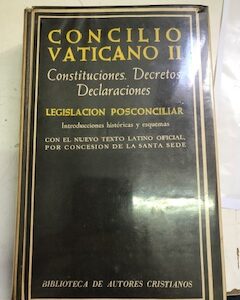 CONCILIO
VATICANO II
Constituciones. Decretos
Declaraciones
LEGISLACION POSCONCILIAR
Introducciones históricas y esquemas
CON EL NUEVO TEXTO LATINO OFICIAL,
POR CONCESION DE LA SANTA SEDE
BIBLIOTECA DE AUTORES CRISTIANOS